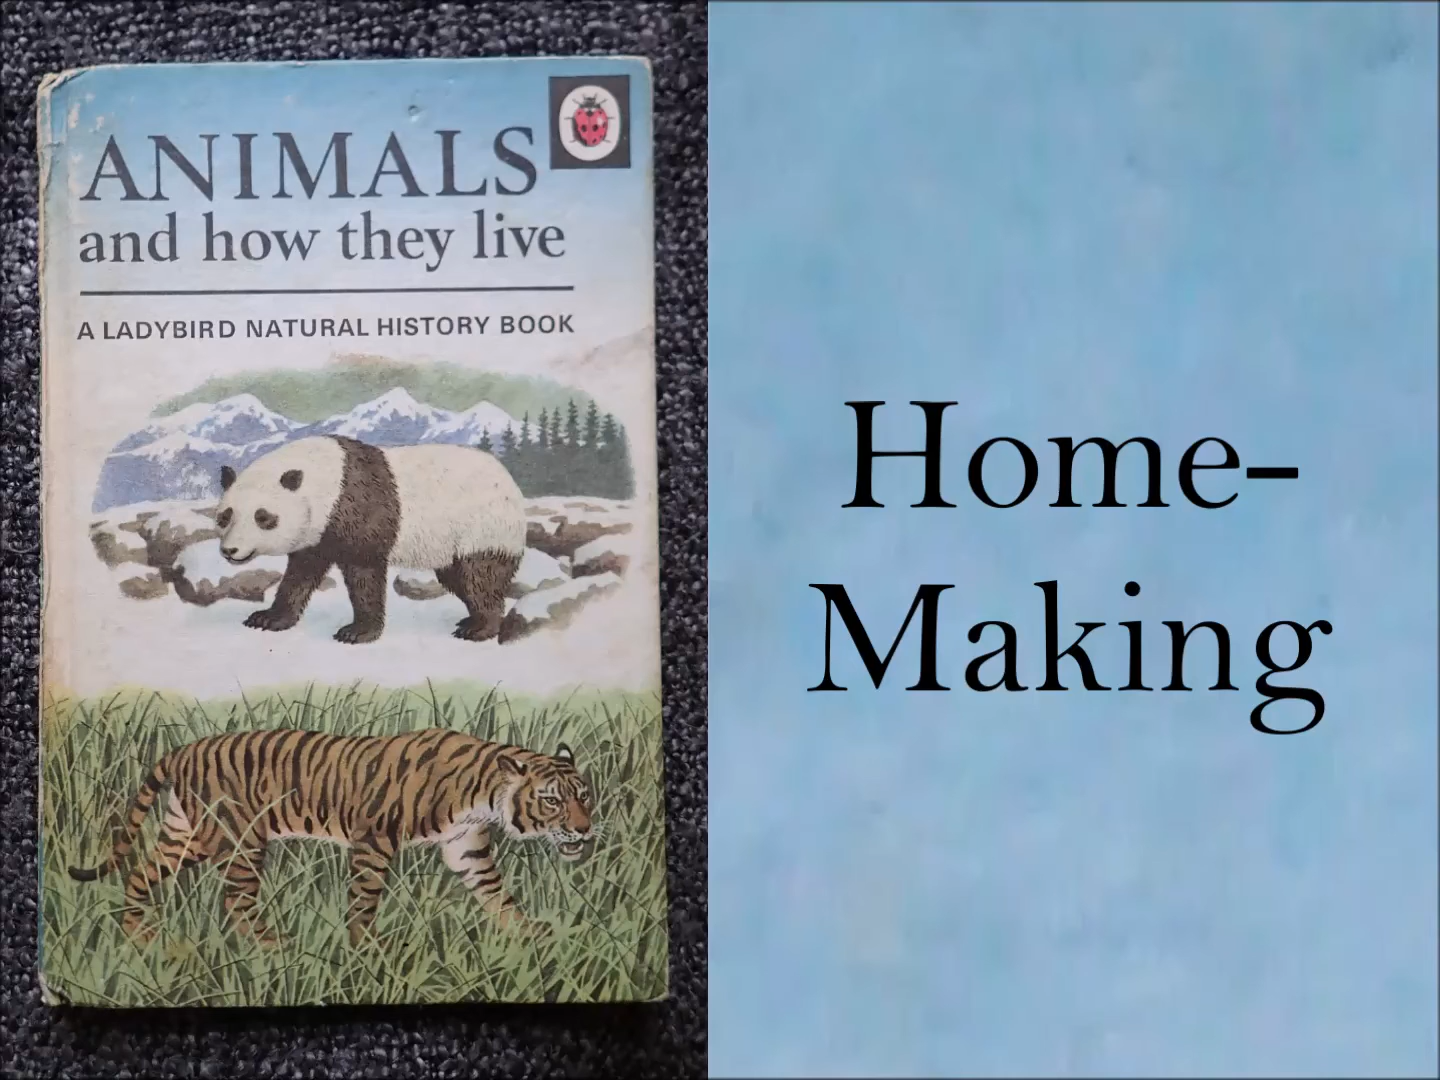 ANIMALS
and how they live
A LADYBIRD NATURAL HISTORY BOOK
Home-
Making